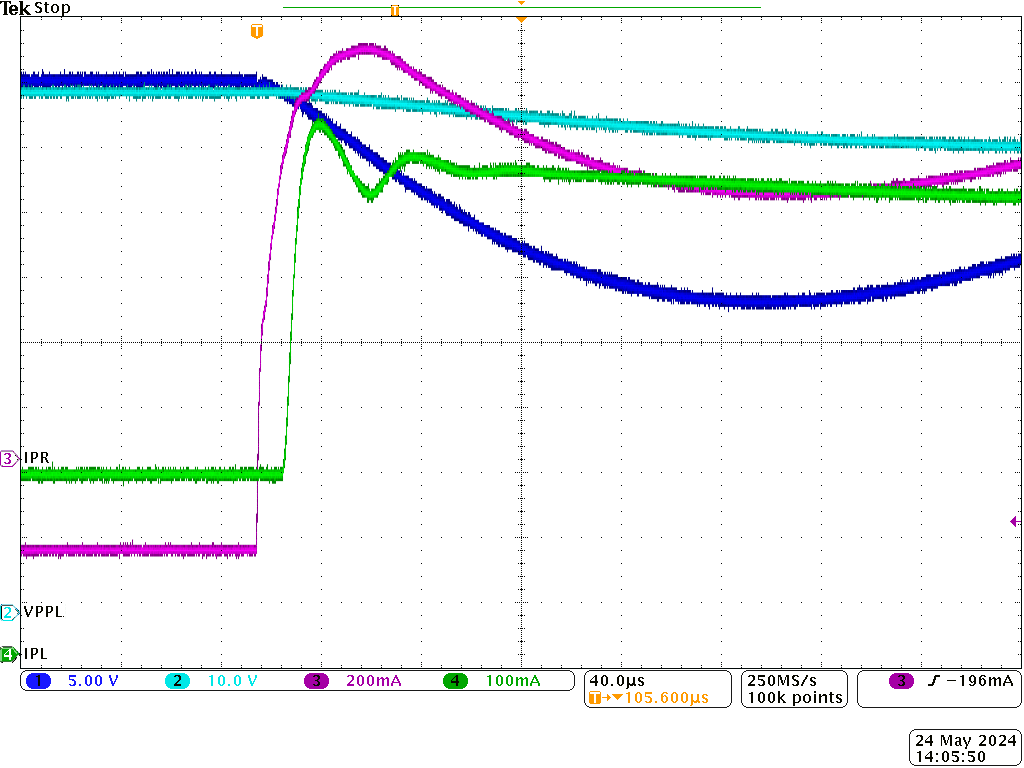 Tek Stop
T
T
3 IPR
2 VPPL
4 IPL
1 5.00 V 2 10.0 V 3 200mA 4 100mA
40.0µs
T→▼105.600µs
250MS/s
100k points
3 ƒ −196mA
24 May 2024
14:05:50